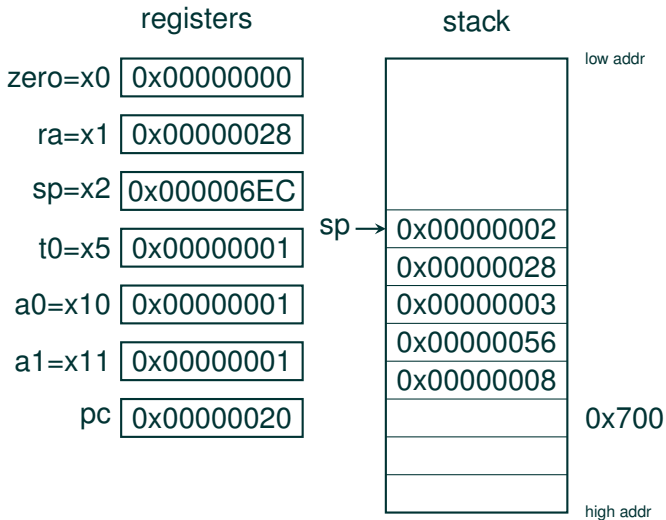 registers
zero=x0 0x00000000
ra=x1 0x00000028
sp=x2 0x000006EC
t0=x5 0x00000001
a0=x10 0x00000001
a1=x11 0x00000001
pc 0x00000020
stack
low addr
sp 0x00000002
0x00000028
0x00000003
0x00000056
0x00000008
0x700
high addr